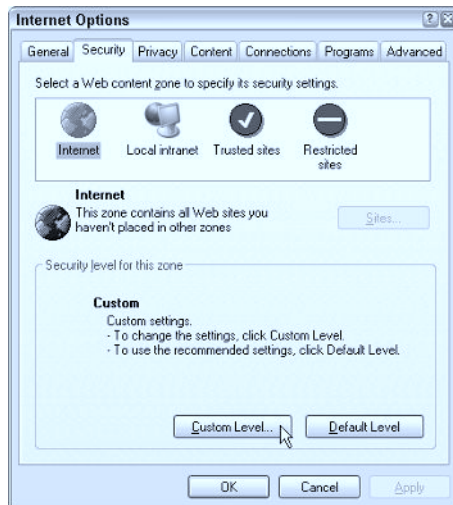 Internet Options
General Security Privacy Content Connections Programs Advanced
Select a Web content zone to specify its security settings.
Internet Local intranet Trusted sites Restricted sites
Internet
This zone contains all Web sites you
haven't placed in other zones
Sites...
Security level for this zone
Custom
Custom settings.
- To change the settings, click Custom Level.
- To use the recommended settings, click Default Level.
Custom Level... Default Level
OK Cancel Apply